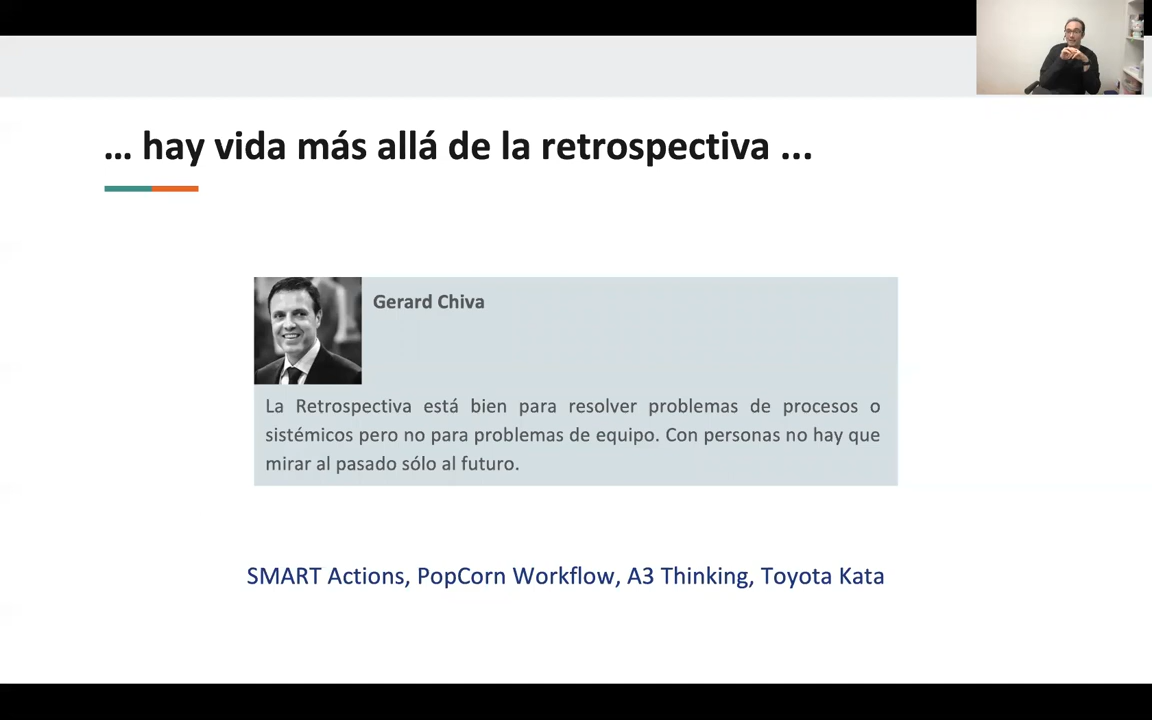 ... hay vida más allá de la retrospectiva ...
Gerard Chiva
La Retrospectiva está bien para resolver problemas de procesos o
sistémicos pero no para problemas de equipo. Con personas no hay que
mirar al pasado sólo al futuro.
SMART Actions, PopCorn Workflow, A3 Thinking, Toyota Kata